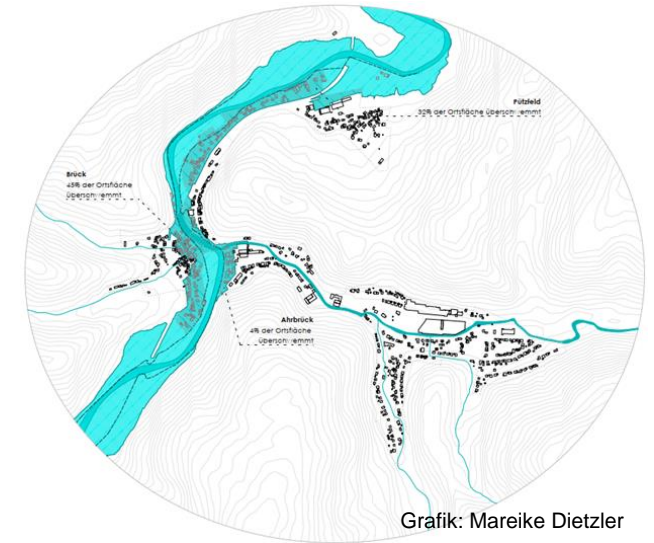 Pützfeld
32% der Ortsfläche überschwemmt
Brück
45% der Ortsfläche
überschwemmt
Ahrbrück
4% der Ortsfläche
überschwemmt
Grafik: Mareike Dietzler